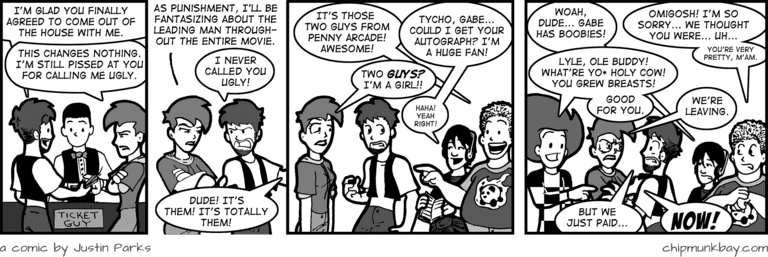 I'M GLAD YOU FINALLY
AGREED TO COME OUT OF
THE HOUSE WITH ME.
THIS CHANGES NOTHING.
I'M STILL PISSED AT YOU
FOR CALLING ME UGLY.
TICKET
GUY
AS PUNISHMENT, I'LL BE
FANTASIZING ABOUT THE
LEADING MAN THROUGH-
OUT THE ENTIRE MOVIE.
I NEVER
CALLED YOU
UGLY!
DUDE! IT'S
THEM! IT'S TOTALLY
THEM!
IT'S THOSE
TWO GUYS FROM
PENNY ARCADE!
AWESOME!
TWO GUYS?
I'M A GIRL!!
TYCHO, GABE...
COULD I GET YOUR
AUTOGRAPH? I'M
A HUGE FAN!
HAHA!
YEAH
RIGHT!
WOAH,
DUDE... GABE
HAS BOOBIES!
OMIGOSH! I'M SO
SORRY... WE THOUGHT
YOU WERE... UH...
YOU'RE VERY
PRETTY, M'AM.
LYLE, OLE BUDDY!
WHAT'RE YO* HOLY COW!
YOU GREW BREASTS!
GOOD
FOR YOU.
WE'RE
LEAVING.
BUT WE
JUST PAID...
NOW!
a comic by Justin Parks
chipmunkbay.com